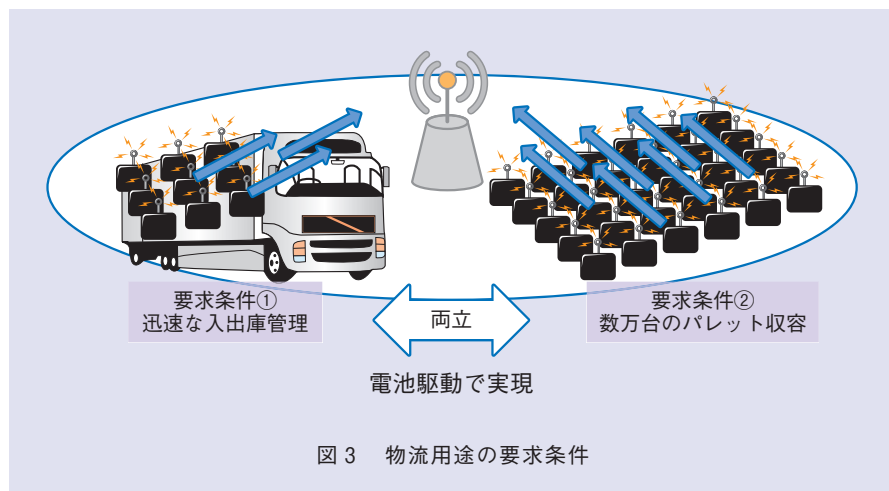 要求条件①
迅速な入出庫管理
両立
要求条件②
数万台のパレット収容
電池駆動で実現
図3 物流用途の要求条件